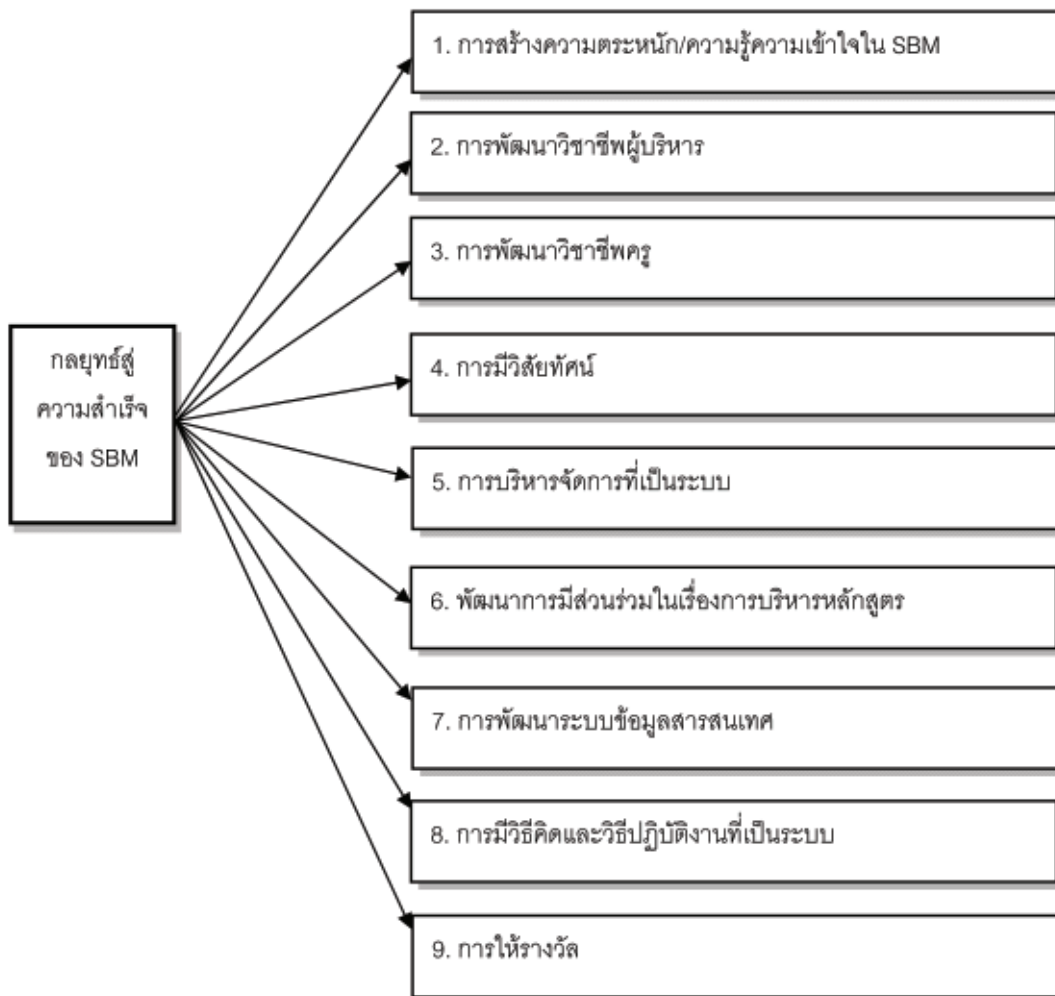 1. การสร้างความตระหนัก/ความรู้ความเข้าใจใน SBM
2. การพัฒนาวิชาชีพผู้บริหาร
3. การพัฒนาวิชาชีพครู
กลยุทธ์สู่
ความสำเร็จ
ของ SBM
4. การมีวิสัยทัศน์
5. การบริหารจัดการที่เป็นระบบ
6. พัฒนาการมีส่วนร่วมในเรื่องการบริหารหลักสูตร
7. การพัฒนาระบบข้อมูลสารสนเทศ
8. การมีวิธีคิดและวิธีปฏิบัติงานที่เป็นระบบ
9. การให้รางวัล